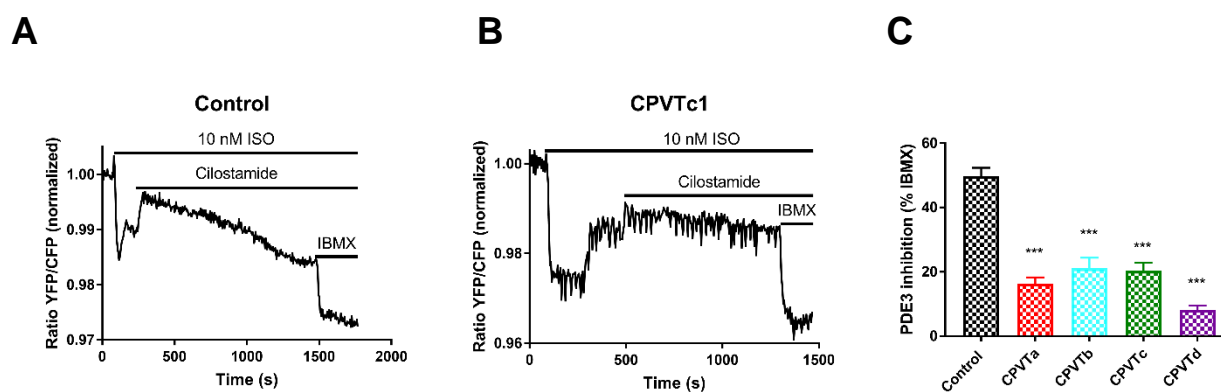 A
B
C
Control
10 nM ISO
Cilostamide
IBMX
Ratio YFP/CFP (normalized)
1.00
0.99
0.98
0.97
0
500
1000
1500
2000
Time (s)
CPVTc1
10 nM ISO
Cilostamide
IBMX
Ratio YFP/CFP (normalized)
1.00
0.98
0.96
0
500
1000
1500
Time (s)
PDE3 inhibition (% IBMX)
60
40
20
0
***
***
***
***
Control
CPVTa
CPVTb
CPVTc
CPVTd